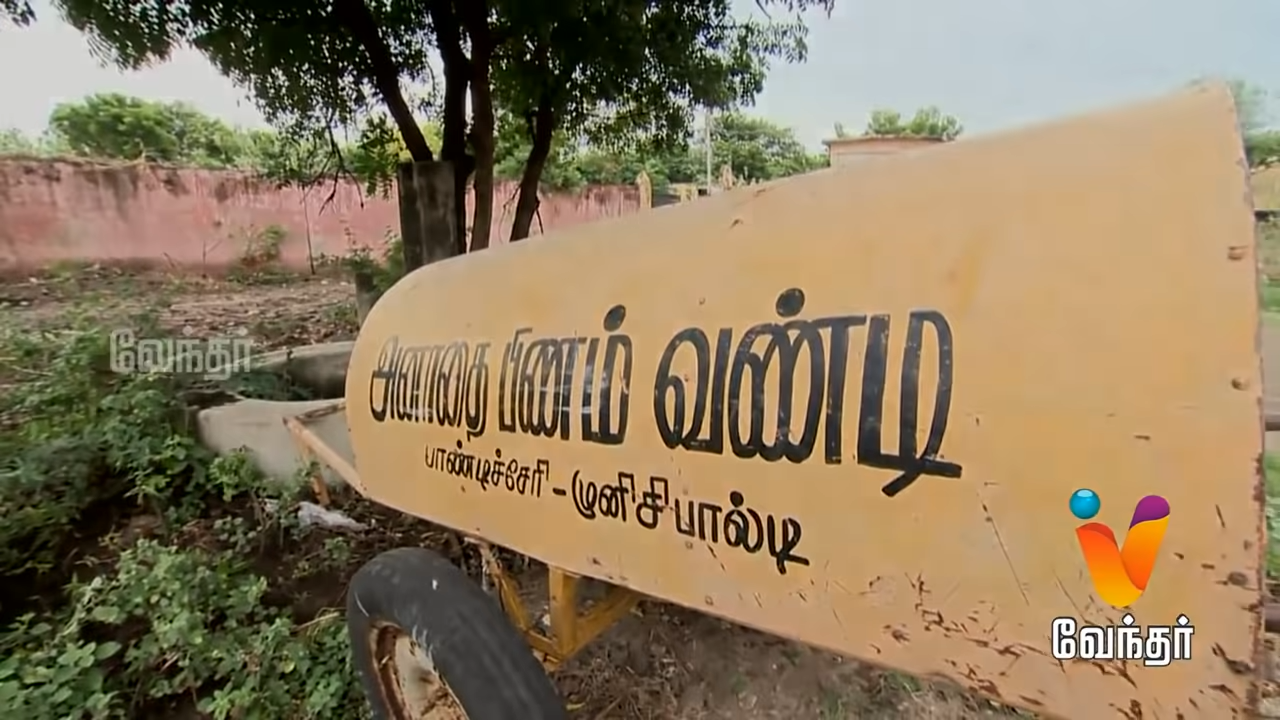 வேந்தர்
அனாதை பிணம் வண்டி
பாண்டிச்சேரி - முனிசிபால்டி
வேந்தர்